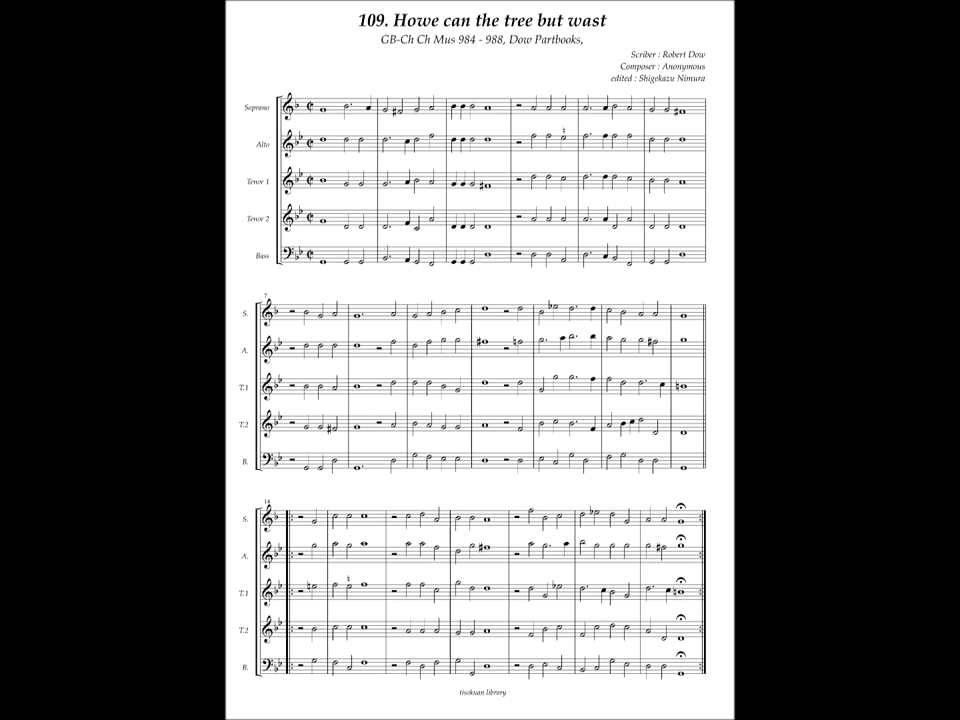 109. Howe can the tree but wast
GB-Ch Ch Mus 984 - 988, Dow Partbooks,
Scriber : Robert Dow
Composer : Anonymous
edited : Shigekazu Nimura
Soprano
Alto
Tenor 1
Tenor 2
Bass
7
S.
A.
T.1
T.2
B.
14
S.
A.
T.1
T.2
B.
tisokuan library